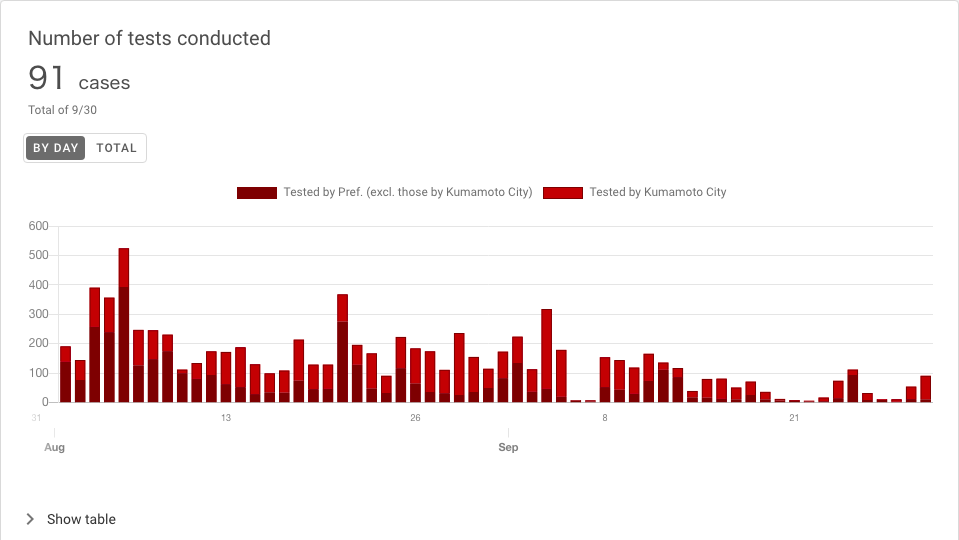 Number of tests conducted
91 cases
Total of 9/30
BY DAY TOTAL
Tested by Pref. (excl. those by Kumamoto City) Tested by Kumamoto City
600
500
400
300
200
100
0
31 13 26 8 21
Aug Sep
Show table